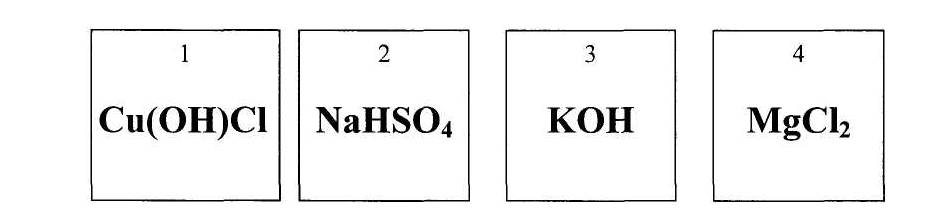 1 2 3 4
Cu(OH)Cl NaHSO₄ KOH MgCl₂